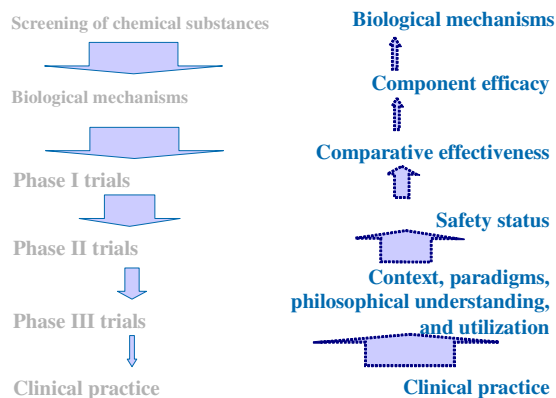 Screening of chemical substances
Biological mechanisms
Phase I trials
Phase II trials
Phase III trials
Clinical practice
Biological mechanisms
Component efficacy
Comparative effectiveness
Safety status
Context, paradigms,
philosophical understanding,
and utilization
Clinical practice